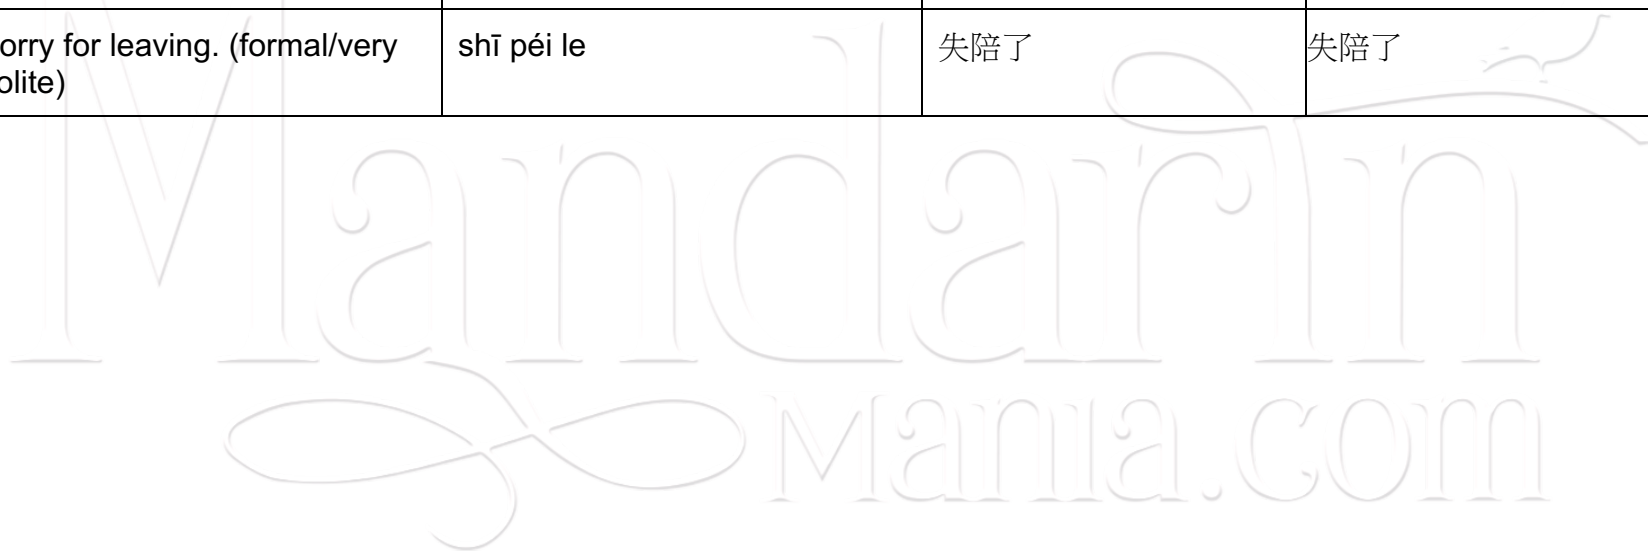 orry for leaving. (formal/very
olite)
shī péi le
失陪了
失陪了
Mandarin
Mania.com